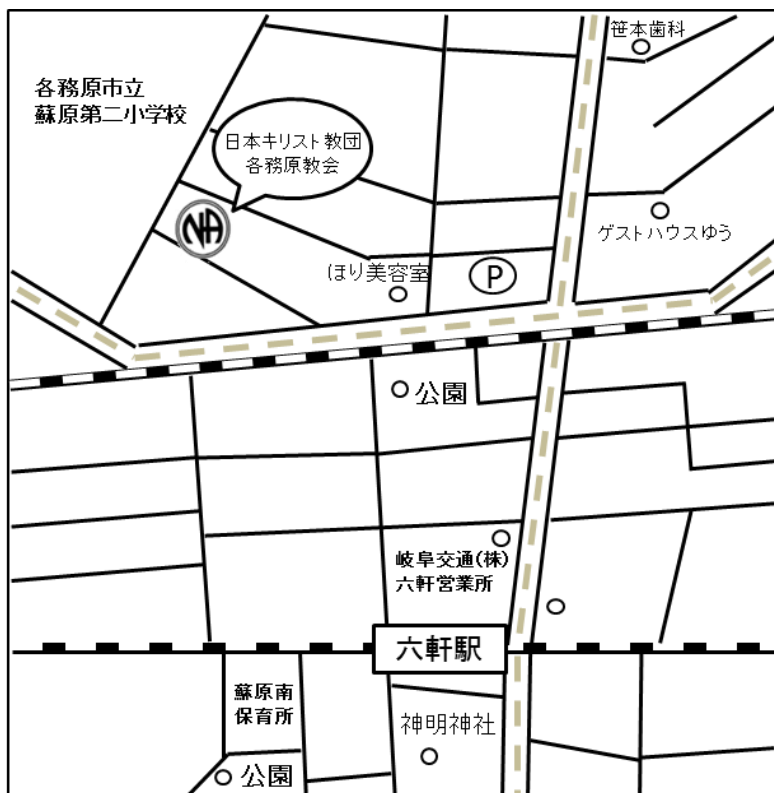 笹本歯科
各務原市立
蘇原第二小学校
日本キリスト教団
各務原教会
NA
ゲストハウスゆう
ほり美容室
P
公園
岐阜交通(株)
六軒営業所
六軒駅
蘇原南
保育所
神明神社
公園